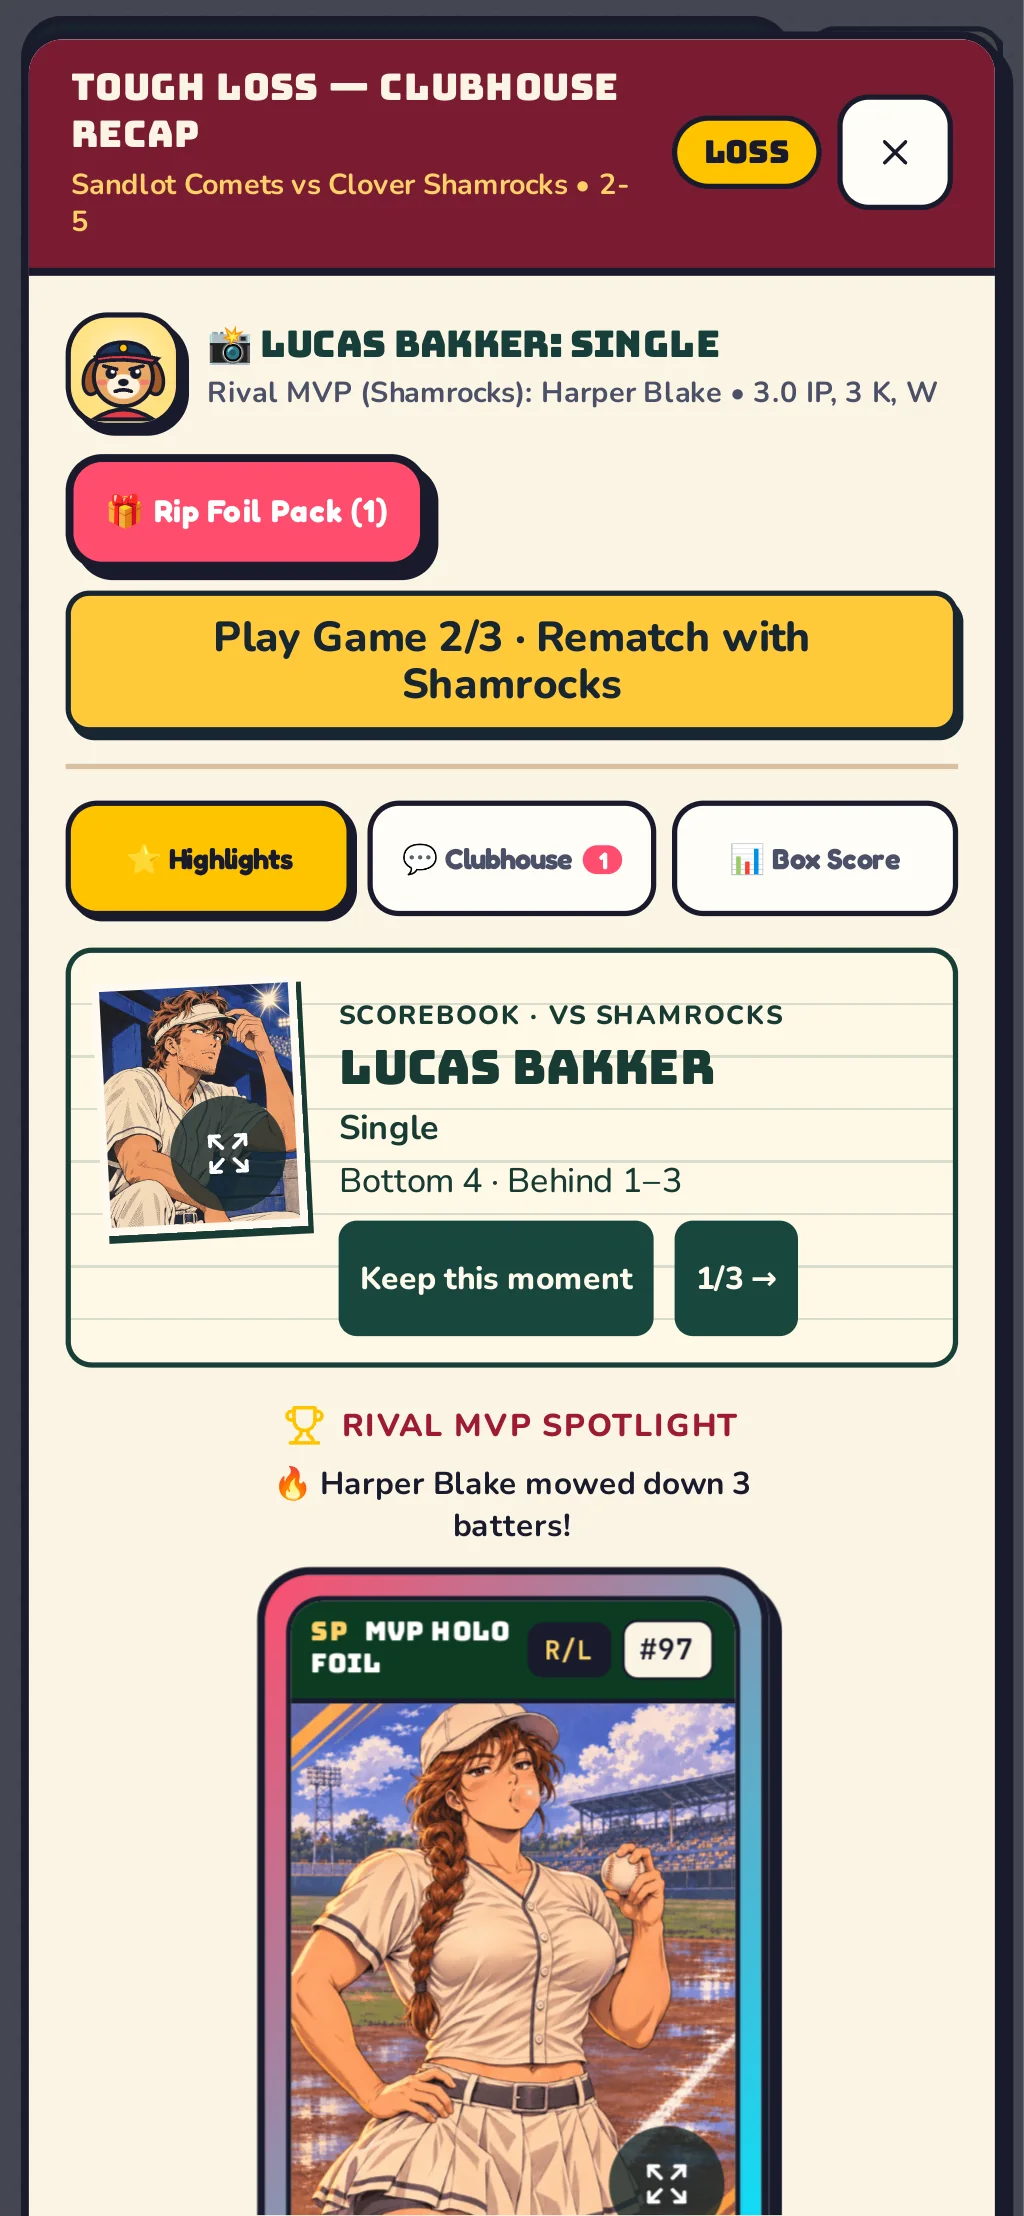 TOUGH LOSS — CLUBHOUSE
RECAP
Sandlot Comets vs Clover Shamrocks • 2-
5
LOSS
LUCAS BAKKER: SINGLE
Rival MVP (Shamrocks): Harper Blake • 3.0 IP, 3 K, W
Rip Foil Pack (1)
Play Game 2/3 · Rematch with
Shamrocks
Highlights
Clubhouse 1
Box Score
SCOREBOOK · VS SHAMROCKS
LUCAS BAKKER
Single
Bottom 4 · Behind 1–3
Keep this moment
1/3 →
RIVAL MVP SPOTLIGHT
Harper Blake mowed down 3
batters!
SP MVP HOLO
FOIL
R/L
#97